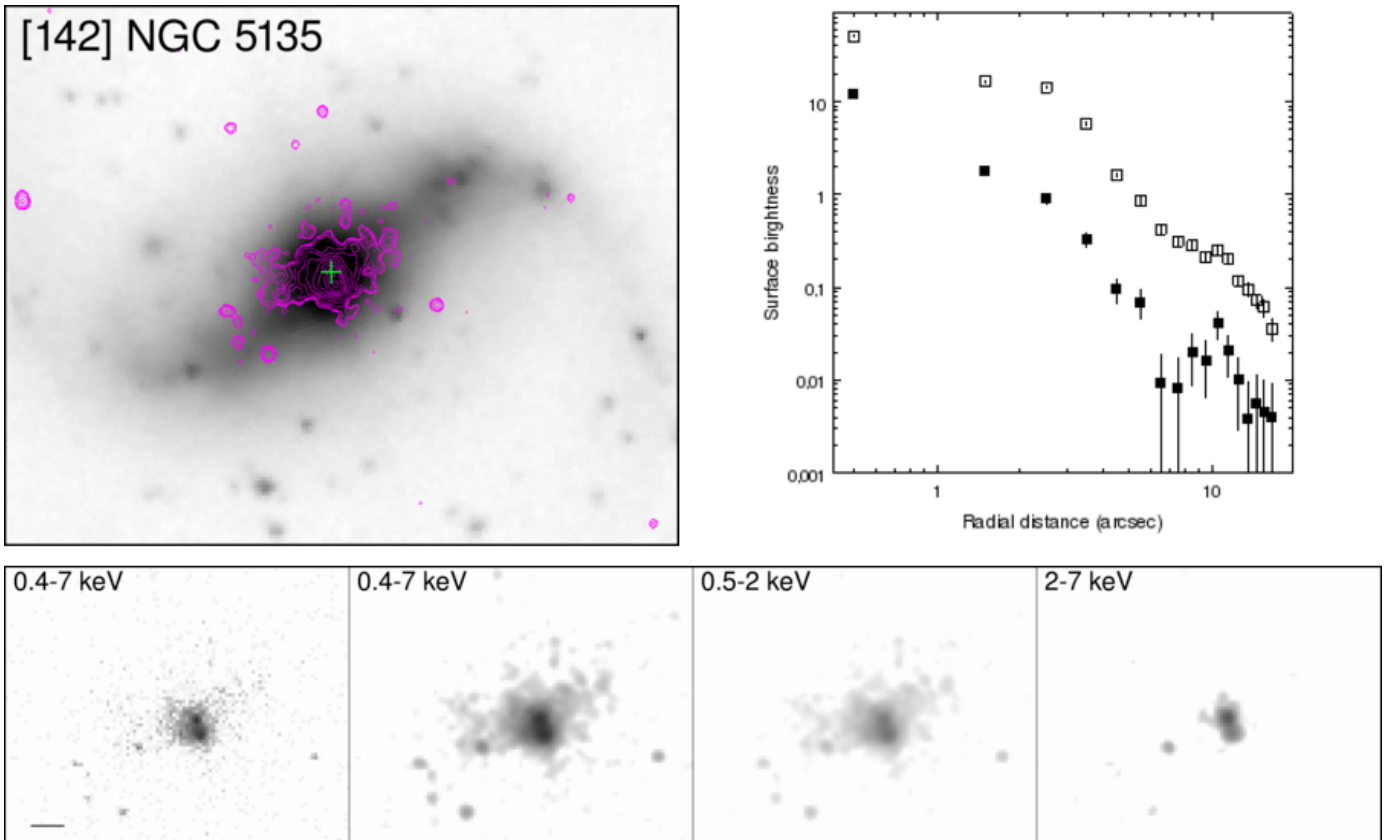 [142] NGC 5135
10
1
0,1
0,01
0,001
Surface birghtness
1 10
Radial distance (arcsec)
0.4-7 keV 0.4-7 keV 0.5-2 keV 2-7 keV